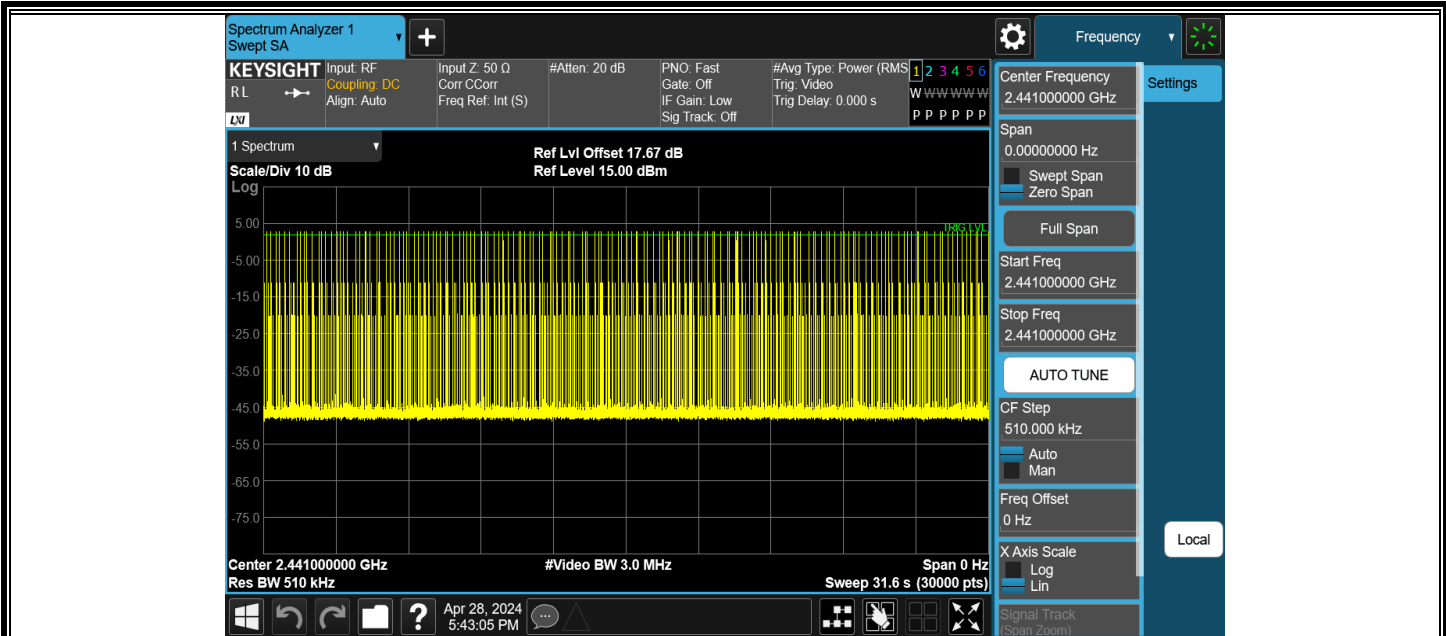 Spectrum Analyzer 1
Swept SA
Frequency
KEYSIGHT
R L
LXI
Input: RF
Coupling: DC
Align: Auto
Input Z: 50 Ω
Corr CCorr
Freq Ref: Int (S)
#Atten: 20 dB
PNO: Fast
Gate: Off
IF Gain: Low
Sig Track: Off
#Avg Type: Power (RMS
Trig: Video
Trig Delay: 0.000 s
1 2 3 4 5 6
W W W W W W
P P P P P P
1 Spectrum
Scale/Div 10 dB
Log
Ref Lvl Offset 17.67 dB
Ref Level 15.00 dBm
TRIG LVL
5.00
-5.00
-15.0
-25.0
-35.0
-45.0
-55.0
-65.0
-75.0
Center 2.441000000 GHz
Res BW 510 kHz
#Video BW 3.0 MHz
Span 0 Hz
Sweep 31.6 s (30000 pts)
Center Frequency
2.441000000 GHz
Span
0.00000000 Hz
Swept Span
Zero Span
Full Span
Start Freq
2.441000000 GHz
Stop Freq
2.441000000 GHz
AUTO TUNE
CF Step
510.000 kHz
Auto
Man
Freq Offset
0 Hz
X Axis Scale
Log
Lin
Signal Track
(Span Zoom)
Settings
Local
?
Apr 28, 2024
5:43:05 PM